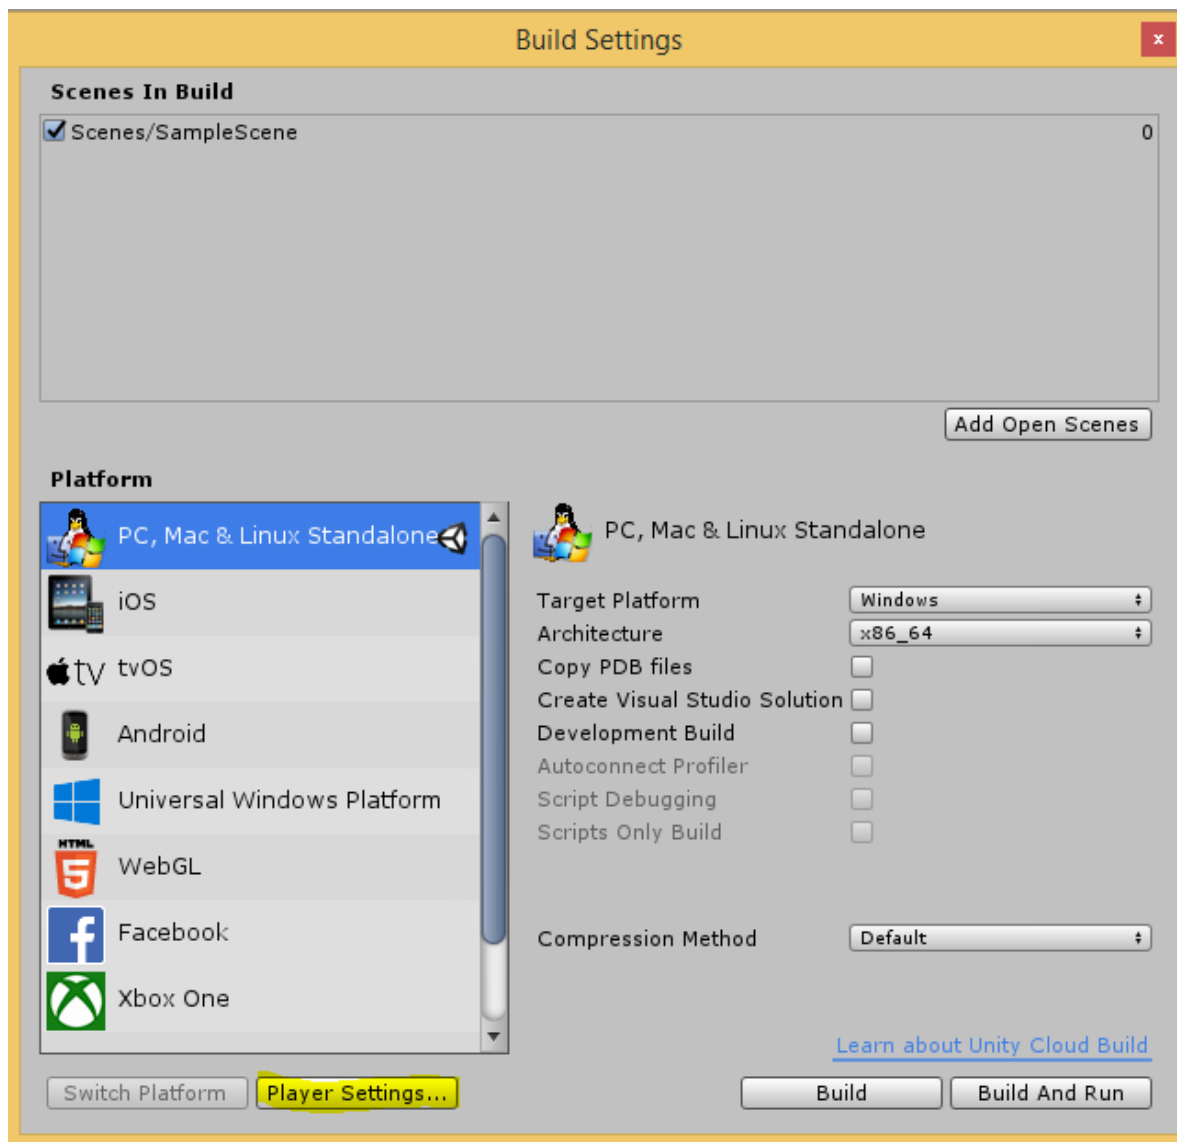 Build Settings
x
Scenes In Build
Scenes/SampleScene 0
Add Open Scenes
Platform
PC, Mac & Linux Standalone
iOS
tv tvOS
Android
Universal Windows Platform
HTML
5 WebGL
f Facebook
Xbox One
PC, Mac & Linux Standalone
Target Platform Windows
Architecture x86_64
Copy PDB files
Create Visual Studio Solution
Development Build
Autoconnect Profiler
Script Debugging
Scripts Only Build
Compression Method Default
Learn about Unity Cloud Build
Switch Platform Player Settings... Build Build And Run